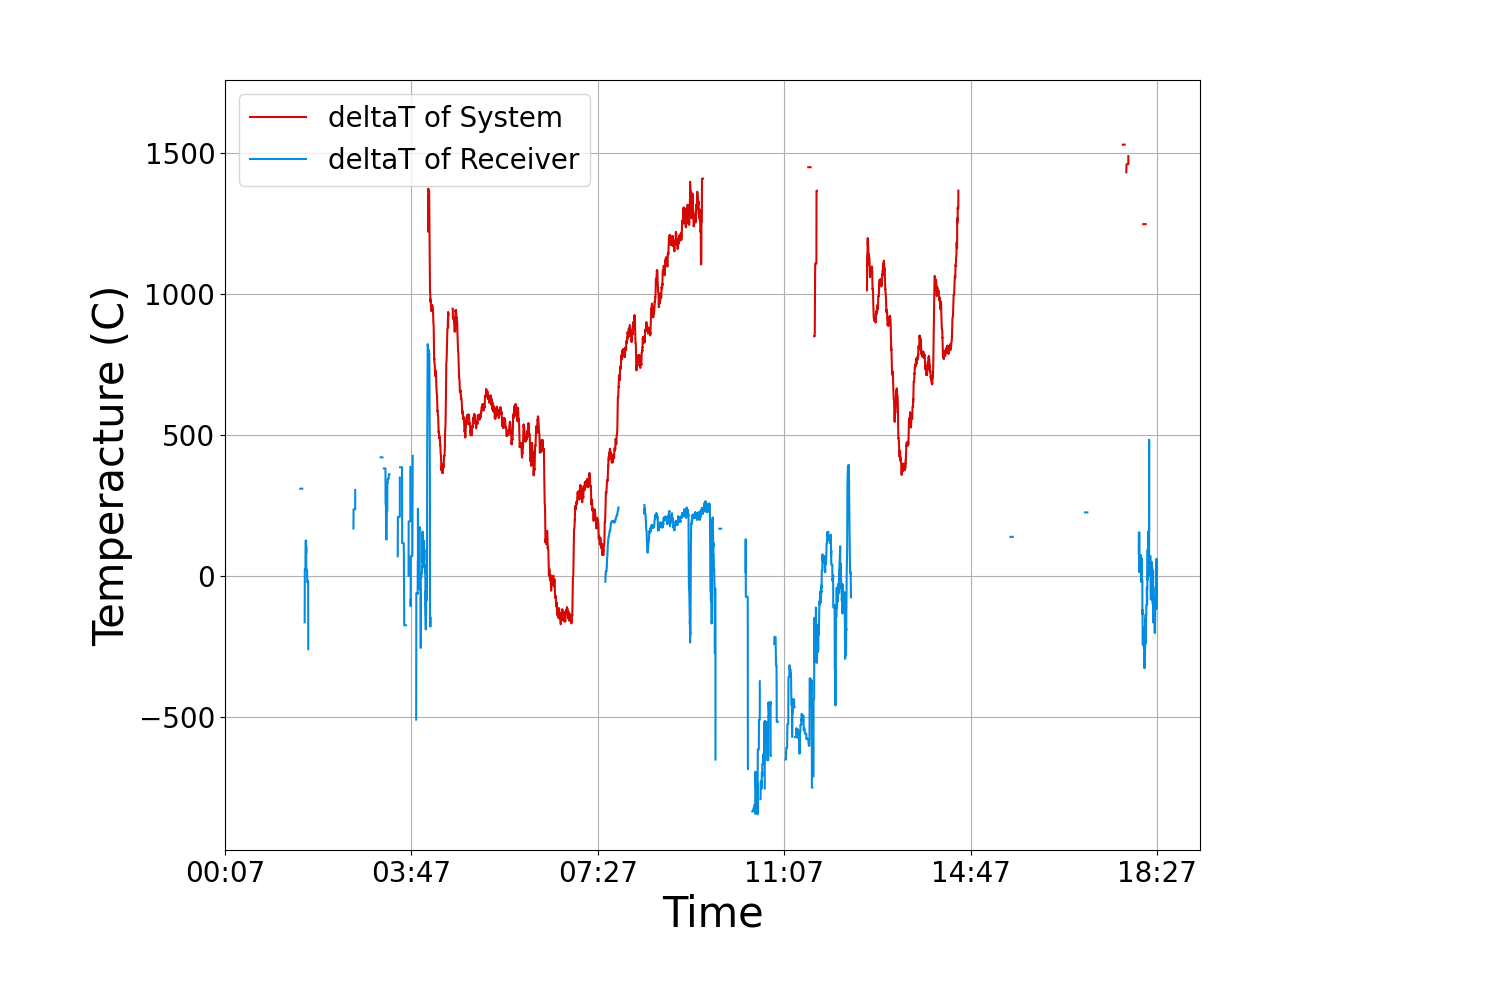 deltaT of System
deltaT of Receiver
1500
1000
500
0
−500
Temperacture (C)
00:07 03:47 07:27 11:07 14:47 18:27
Time